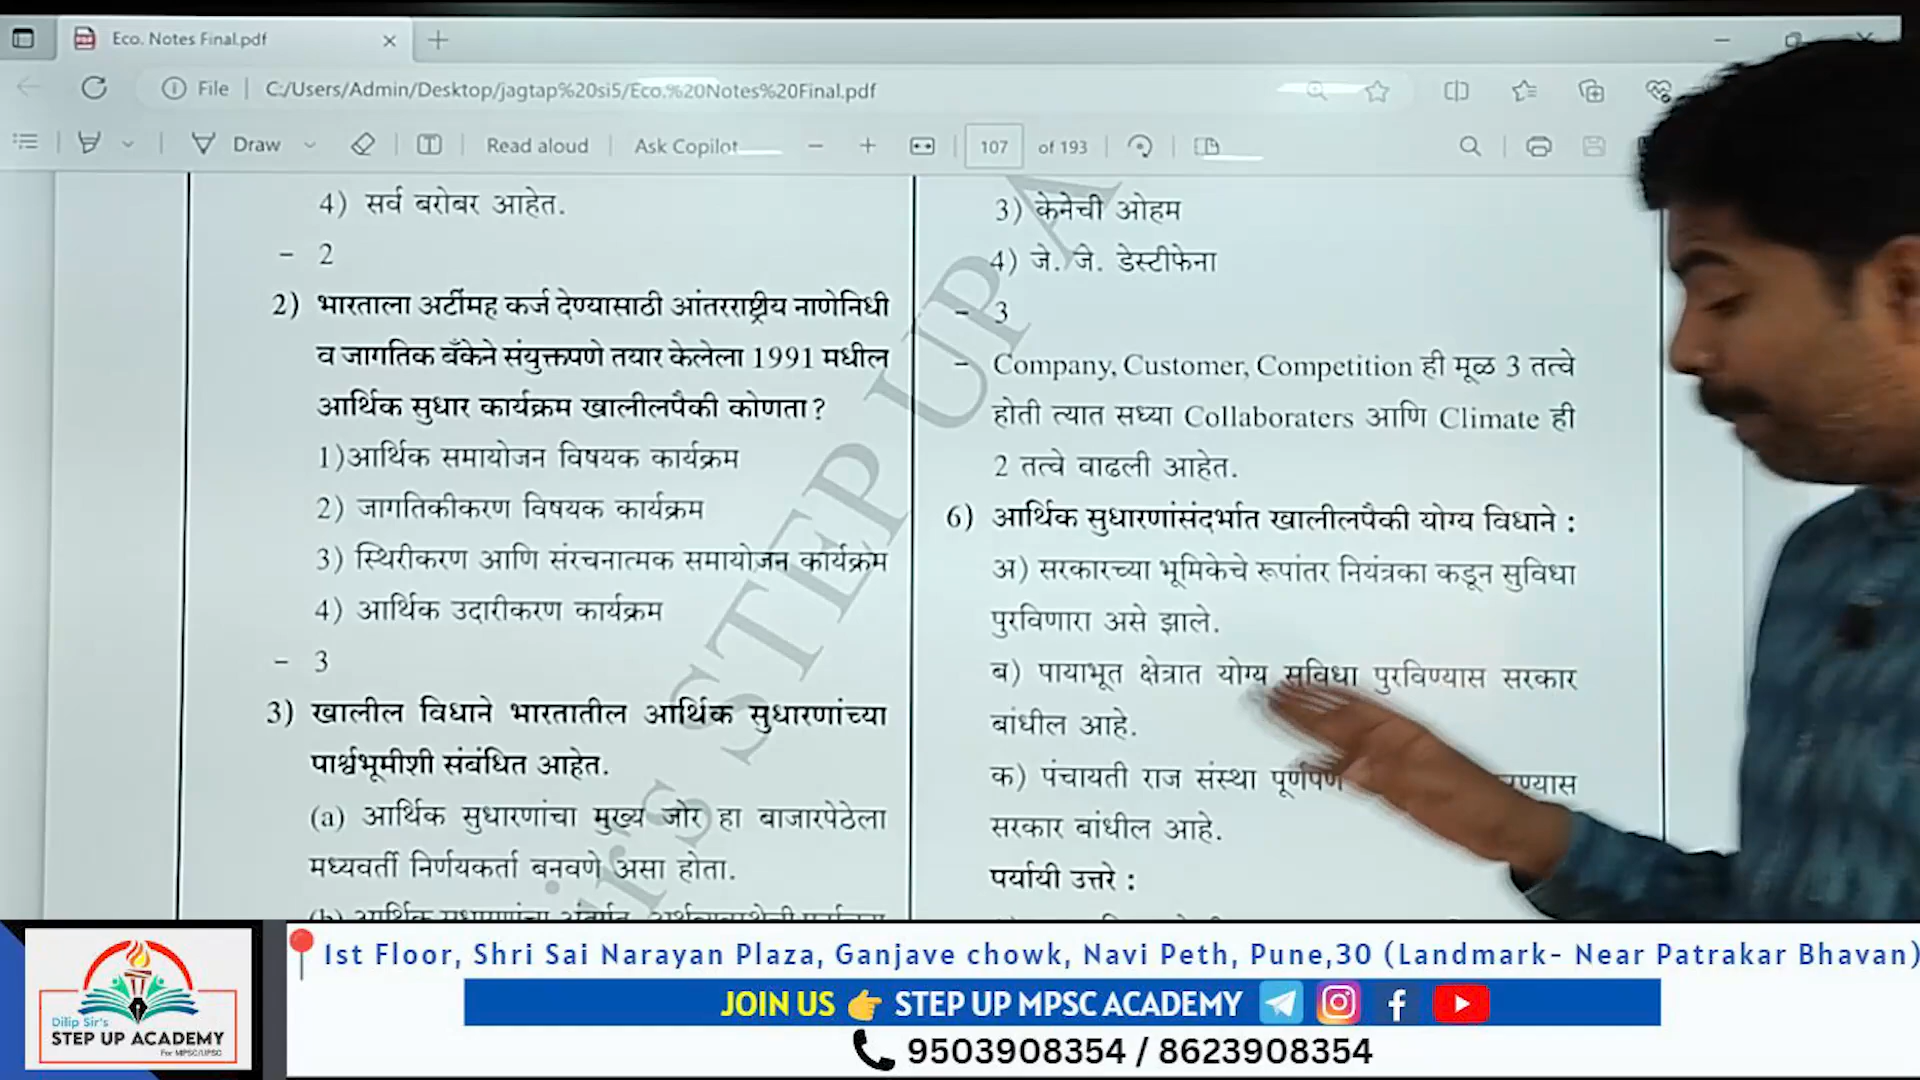 Eco. Notes Final.pdf
File
C:/Users/Admin/Desktop/jagtap%20si5/Eco.%20Notes%20Final.pdf
Draw
Read aloud
Ask Copilot
107 of 193
4) सर्व बरोबर आहेत.
- 2
2) भारताला अटींमह कर्ज देण्यासाठी आंतरराष्ट्रीय नाणेनिधी
व जागतिक बँकेने संयुक्तपणे तयार केलेला 1991 मधील
आर्थिक सुधार कार्यक्रम खालीलपैकी कोणता?
1)आर्थिक समायोजन विषयक कार्यक्रम
2) जागतिकीकरण विषयक कार्यक्रम
3) स्थिरीकरण आणि संरचनात्मक समायोजन कार्यक्रम
4) आर्थिक उदारीकरण कार्यक्रम
- 3
3) खालील विधाने भारतातील आर्थिक सुधारणांच्या
पार्श्वभूमीशी संबंधित आहेत.
(a) आर्थिक सुधारणांचा मुख्य जोर हा बाजारपेठेला
मध्यवर्ती निर्णयकर्ता बनवणे असा होता.
3) केनेची ओहम
4) जे. जे. डेस्टीफेना
- 3
- Company, Customer, Competition ही मूळ 3 तत्वे
होती त्यात सध्या Collaboraters आणि Climate ही
2 तत्वे वाढली आहेत.
6) आर्थिक सुधारणांसंदर्भात खालीलपैकी योग्य विधाने :
अ) सरकारच्या भूमिकेचे रूपांतर नियंत्रका कडून सुविधा
पुरविणारा असे झाले.
ब) पायाभूत क्षेत्रात योग्य सुविधा पुरविण्यास सरकार
बांधील आहे.
क) पंचायती राज संस्था
सरकार बांधील आहे.
पर्यायी उत्तरे :
STEP UP A
Dilip Sir's
STEP UP ACADEMY
For MPSC/UPSC
1st Floor, Shri Sai Narayan Plaza, Ganjave chowk, Navi Peth, Pune,30 (Landmark- Near Patrakar Bhavan)
JOIN US 👉 STEP UP MPSC ACADEMY
9503908354 / 8623908354